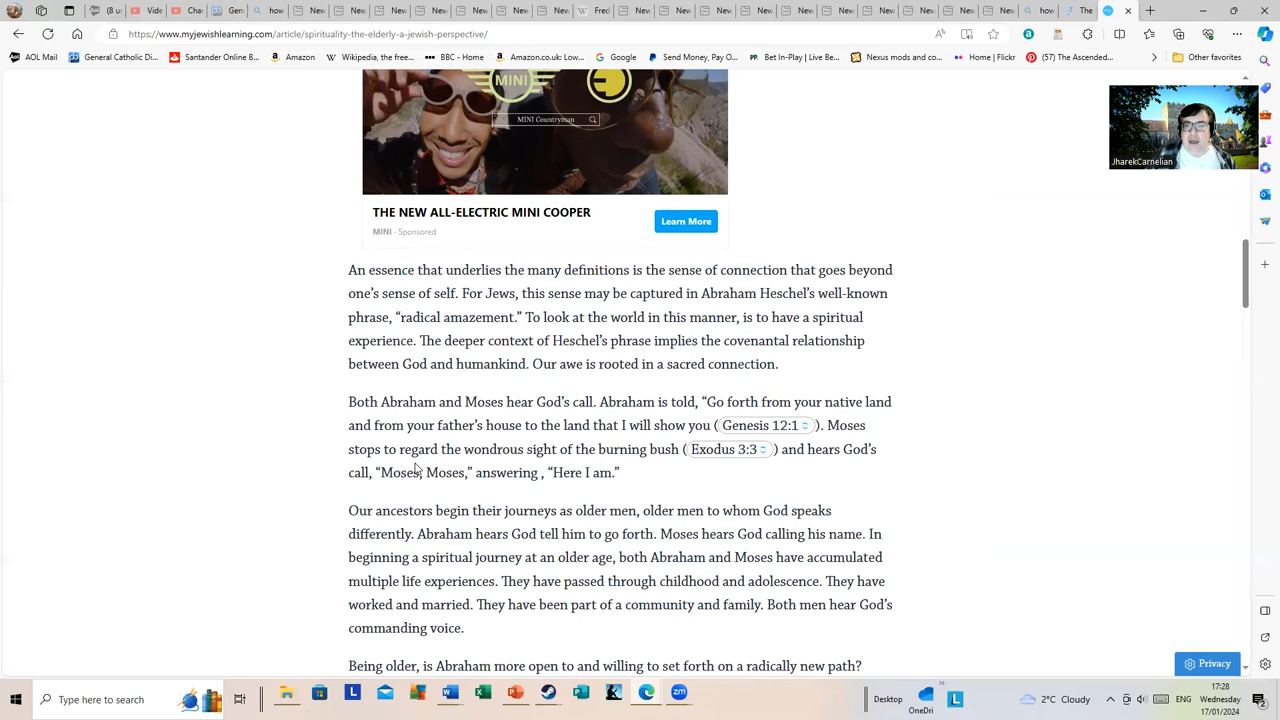 (8 u
Vid
Cha
Get
how
Nev
Nev
Nev
Fred
Nev
Nev
Nev
how
The
https://www.myjewishlearning.com/article/spirituality-the-elderly-a-jewish-perspective/
AOL Mail
General Catholic Di...
Santander Online B...
Amazon
Wikipedia, the free...
BBC - Home
Amazon.co.uk: Low...
Google
Send Money, Pay O...
Bet In-Play | Live Be...
Nexus mods and co...
Home | Flickr
(57) The Ascended...
Other favorites
MINI
MINI Countryman
THE NEW ALL-ELECTRIC MINI COOPER
MINI - Sponsored
Learn More
JharekCarnelian
An essence that underlies the many definitions is the sense of connection that goes beyond
one’s sense of self. For Jews, this sense may be captured in Abraham Heschel’s well-known
phrase, “radical amazement.” To look at the world in this manner, is to have a spiritual
experience. The deeper context of Heschel’s phrase implies the covenantal relationship
between God and humankind. Our awe is rooted in a sacred connection.
Both Abraham and Moses hear God’s call. Abraham is told, “Go forth from your native land
and from your father’s house to the land that I will show you (Genesis 12:1). Moses
stops to regard the wondrous sight of the burning bush (Exodus 3:3) and hears God’s
call, “Moses, Moses,” answering , “Here I am.”
Our ancestors begin their journeys as older men, older men to whom God speaks
differently. Abraham hears God tell him to go forth. Moses hears God calling his name. In
beginning a spiritual journey at an older age, both Abraham and Moses have accumulated
multiple life experiences. They have passed through childhood and adolescence. They have
worked and married. They have been part of a community and family. Both men hear God’s
commanding voice.
Being older, is Abraham more open to and willing to set forth on a radically new path?
Privacy
Type here to search
Desktop
OneDri
2°C Cloudy
17:28
Wednesday
17/01/2024